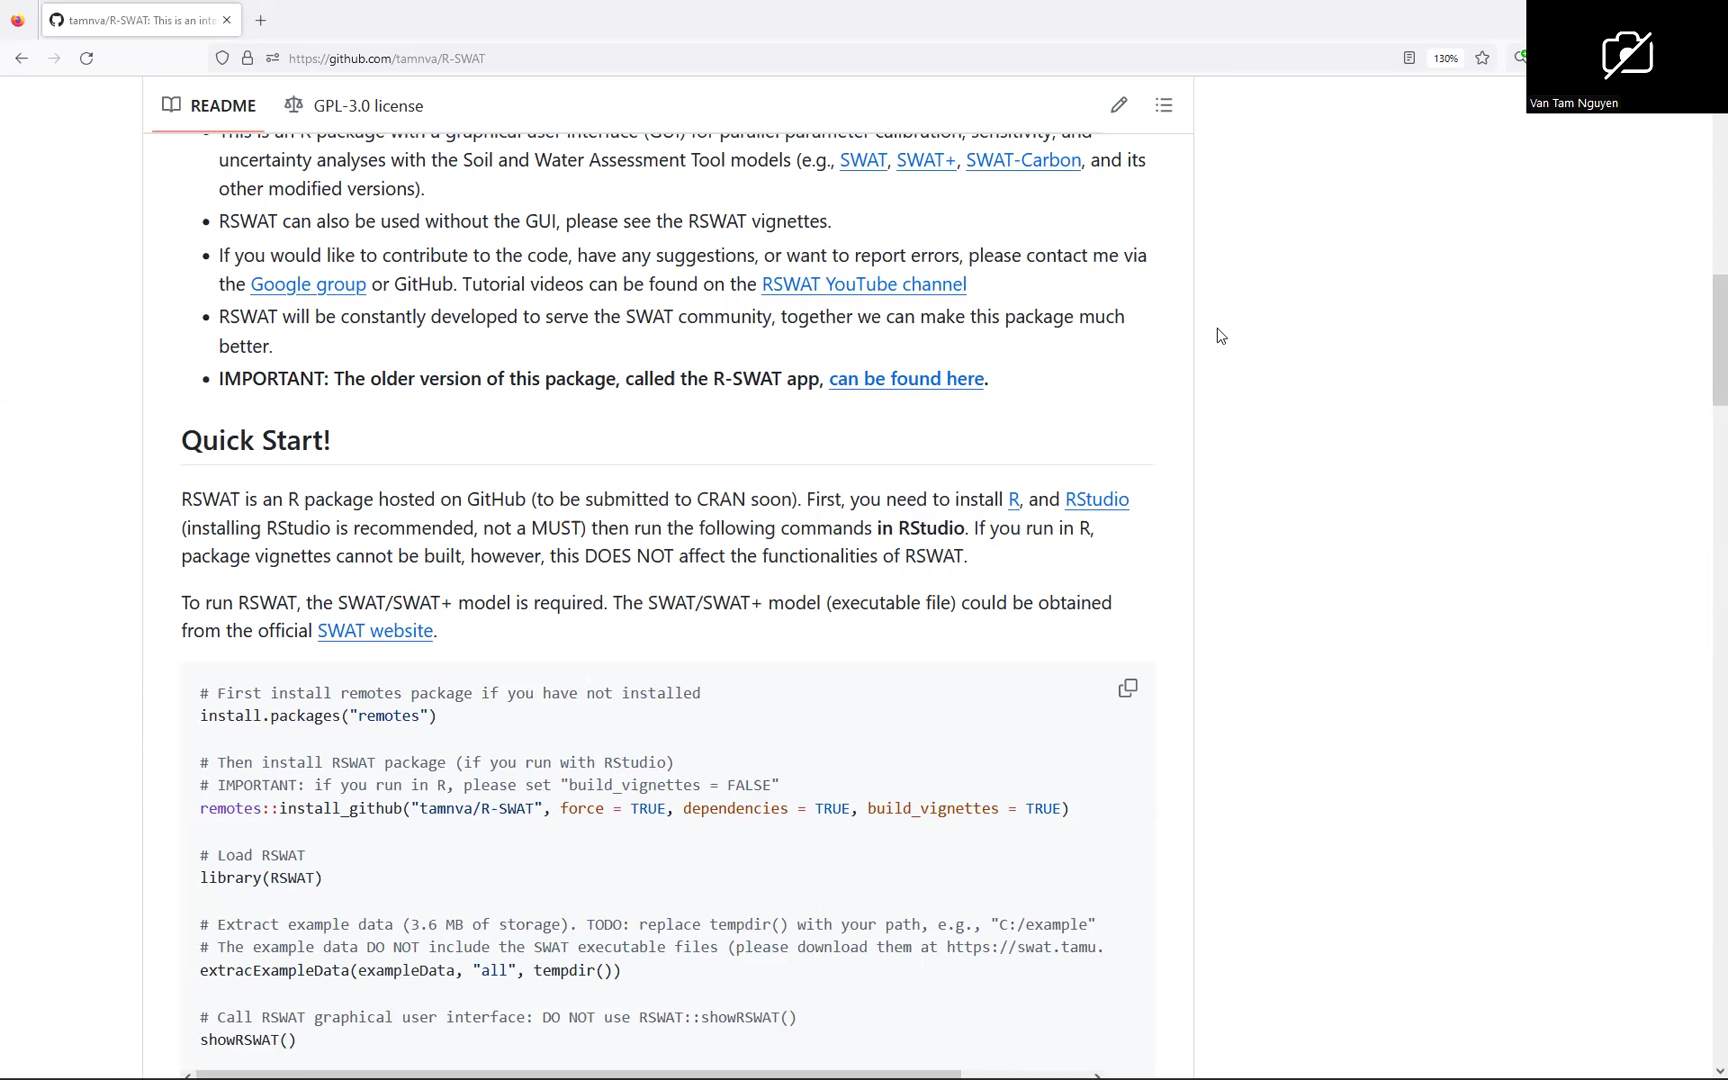 tamnva/R-SWAT: This is an inte
https://github.com/tamnva/R-SWAT
130%
Van Tam Nguyen
README
GPL-3.0 license
This is an R package with a graphical user interface (GUI) for parallel parameter calibration, sensitivity, and
uncertainty analyses with the Soil and Water Assessment Tool models (e.g., SWAT, SWAT+, SWAT-Carbon, and its
other modified versions).
RSWAT can also be used without the GUI, please see the RSWAT vignettes.
If you would like to contribute to the code, have any suggestions, or want to report errors, please contact me via
the Google group or GitHub. Tutorial videos can be found on the RSWAT YouTube channel
RSWAT will be constantly developed to serve the SWAT community, together we can make this package much
better.
IMPORTANT: The older version of this package, called the R-SWAT app, can be found here.
Quick Start!
RSWAT is an R package hosted on GitHub (to be submitted to CRAN soon). First, you need to install R, and RStudio
(installing RStudio is recommended, not a MUST) then run the following commands in RStudio. If you run in R,
package vignettes cannot be built, however, this DOES NOT affect the functionalities of RSWAT.
To run RSWAT, the SWAT/SWAT+ model is required. The SWAT/SWAT+ model (executable file) could be obtained
from the official SWAT website.
# First install remotes package if you have not installed
install.packages("remotes")
# Then install RSWAT package (if you run with RStudio)
# IMPORTANT: if you run in R, please set "build_vignettes = FALSE"
remotes::install_github("tamnva/R-SWAT", force = TRUE, dependencies = TRUE, build_vignettes = TRUE)
# Load RSWAT
library(RSWAT)
# Extract example data (3.6 MB of storage). TODO: replace tempdir() with your path, e.g., "C:/example"
# The example data DO NOT include the SWAT executable files (please download them at https://swat.tamu.
extracExampleData(exampleData, "all", tempdir())
# Call RSWAT graphical user interface: DO NOT use RSWAT::showRSWAT()
showRSWAT()